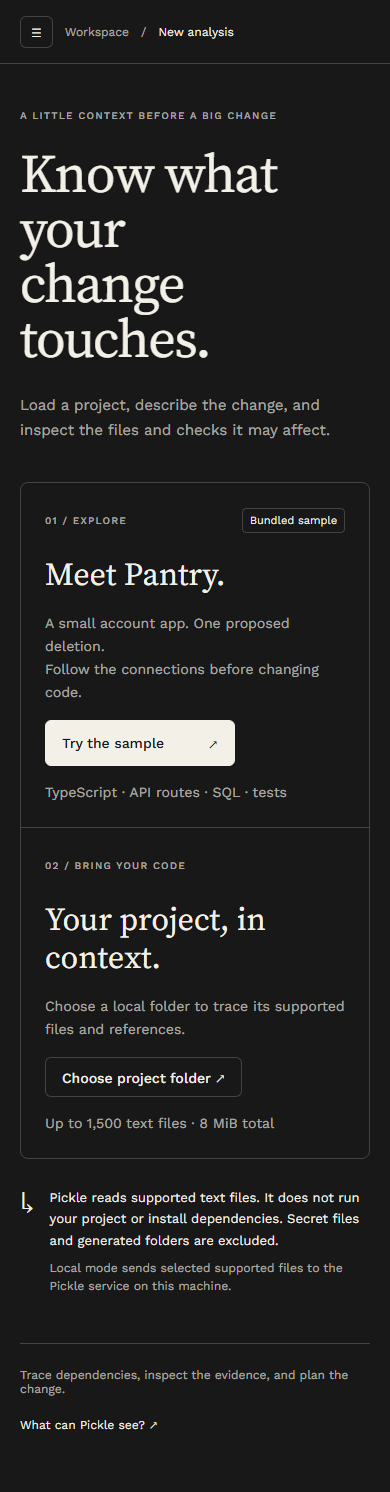 ☰ Workspace / New analysis
A LITTLE CONTEXT BEFORE A BIG CHANGE
Know what
your
change
touches.
Load a project, describe the change, and
inspect the files and checks it may affect.
01 / EXPLORE
Bundled sample
Meet Pantry.
A small account app. One proposed
deletion.
Follow the connections before changing
code.
Try the sample ↗
TypeScript · API routes · SQL · tests
02 / BRING YOUR CODE
Your project, in
context.
Choose a local folder to trace its supported
files and references.
Choose project folder ↗
Up to 1,500 text files · 8 MiB total
↳ Pickle reads supported text files. It does not run
your project or install dependencies. Secret files
and generated folders are excluded.
Local mode sends selected supported files to the
Pickle service on this machine.
Trace dependencies, inspect the evidence, and plan the
change.
What can Pickle see? ↗